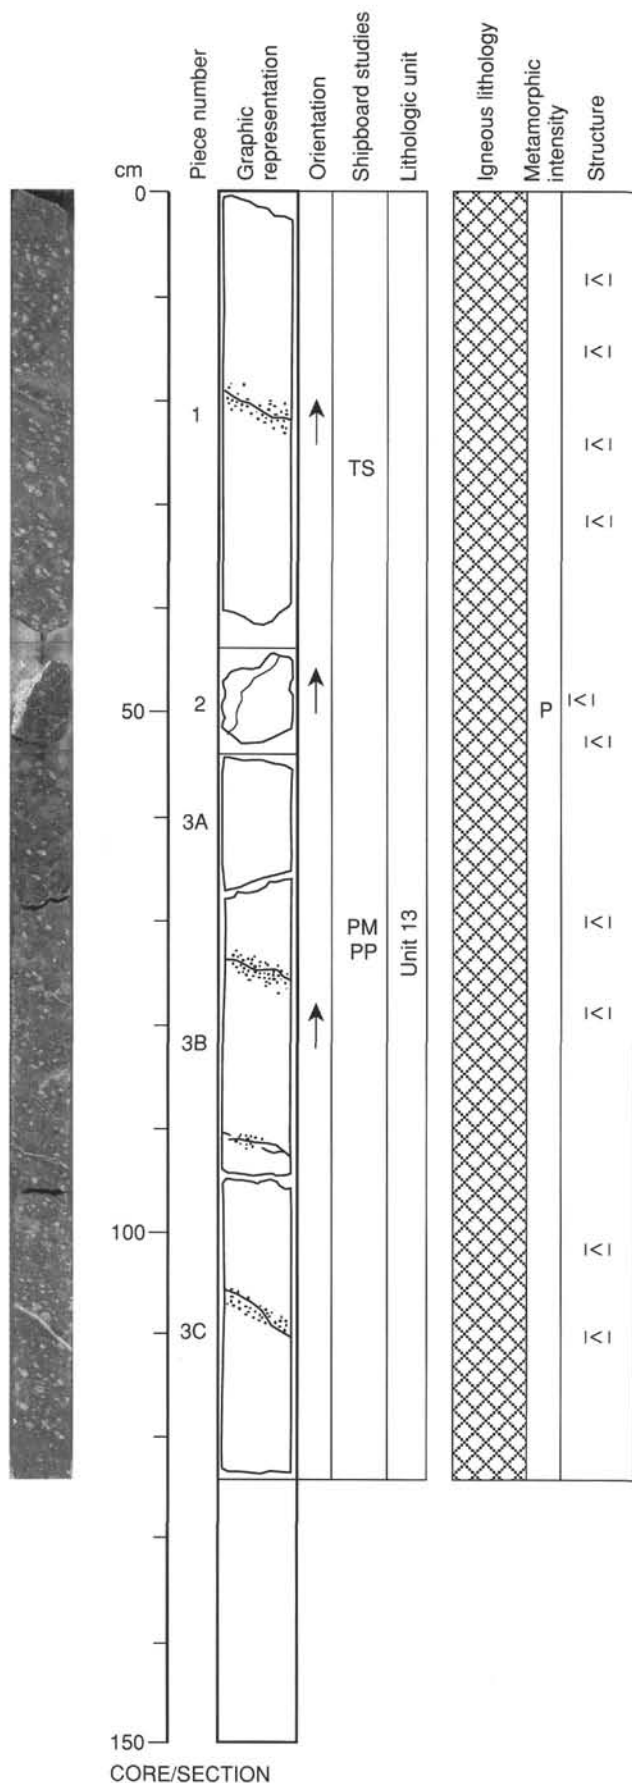 cm
Piece number
Graphic
representation
Orientation
Shipboard studies
Lithologic unit
Igneous lithology
Metamorphic
intensity
Structure
0
1
TS
2
50
P
3A
PM
PP
Unit 13
3B
100
3C
150
CORE/SECTION